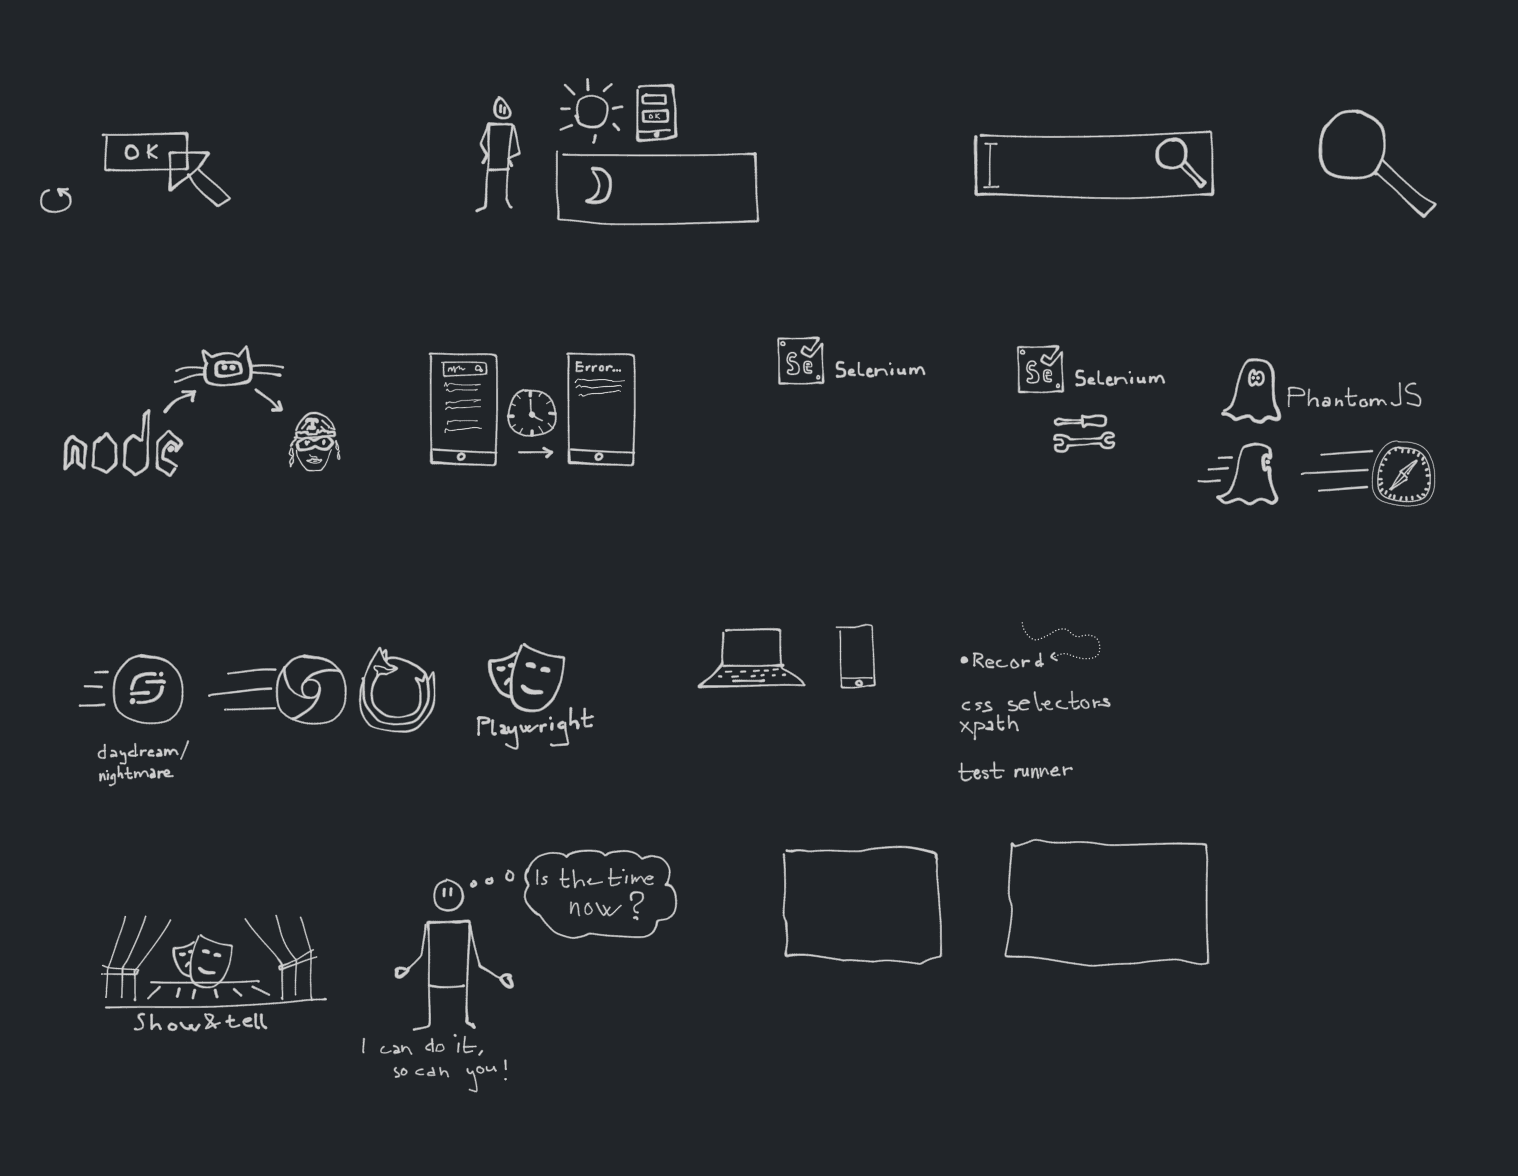 OK
OK
node
Error...
Se
Selenium
Se
Selenium
PhantomJS
daydream/
nightmare
Playwright
•Record
css selectors
xpath
test runner
Show&tell
Is the time
now?
I can do it,
so can you!